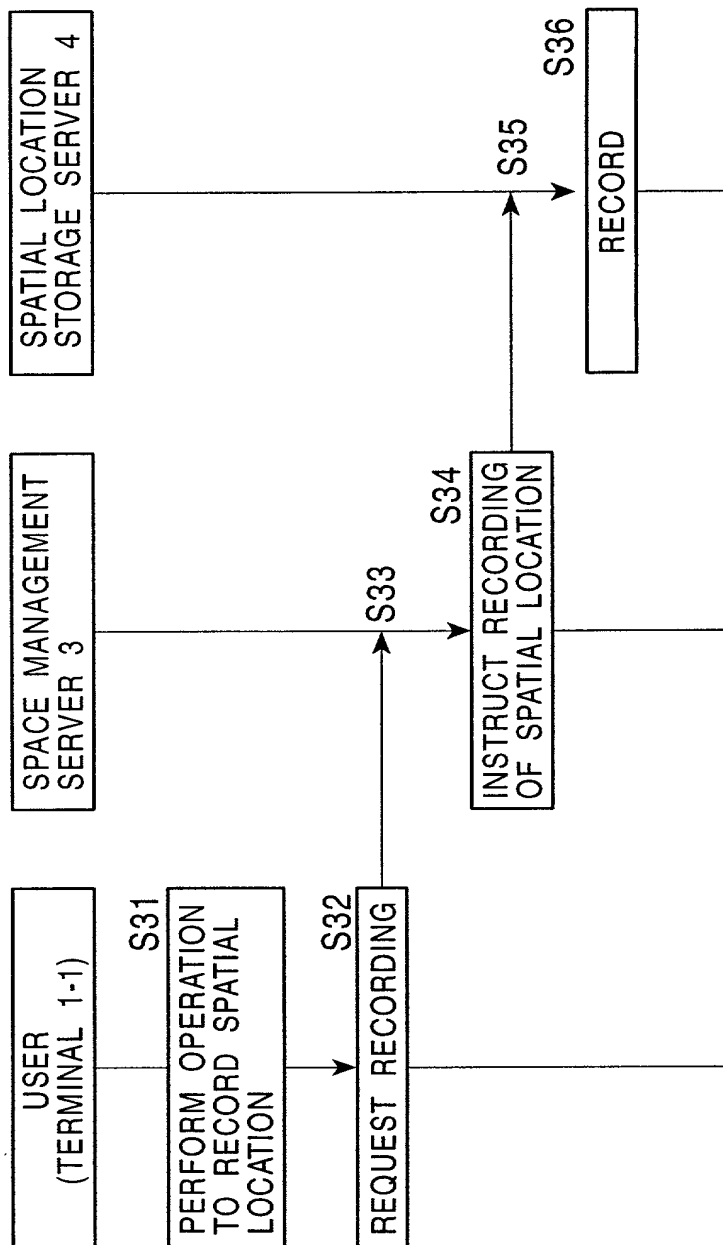 USER
(TERMINAL 1-1)
SPACE MANAGEMENT
SERVER 3
SPATIAL LOCATION
STORAGE SERVER 4
S31
PERFORM OPERATION
TO RECORD SPATIAL
LOCATION
S32
REQUEST RECORDING
S33
S34
INSTRUCT RECORDING
OF SPATIAL LOCATION
S35
S36
RECORD